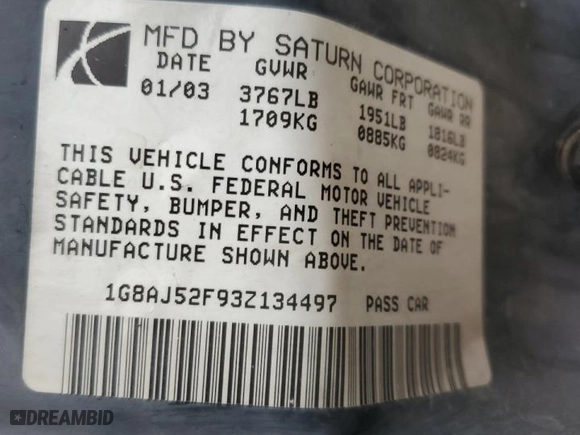 MFD BY SATURN CORPORATION
DATE GVWR GAWR FRT GAWR RR
01/03 3767LB 1951LB 1816LB
1709KG 0885KG 0824KG
THIS VEHICLE CONFORMS TO ALL APPLI-
CABLE U.S. FEDERAL MOTOR VEHICLE
SAFETY, BUMPER, AND THEFT PREVENTION
STANDARDS IN EFFECT ON THE DATE OF
MANUFACTURE SHOWN ABOVE.
1G8AJ52F93Z134497 PASS CAR
DREAMBID